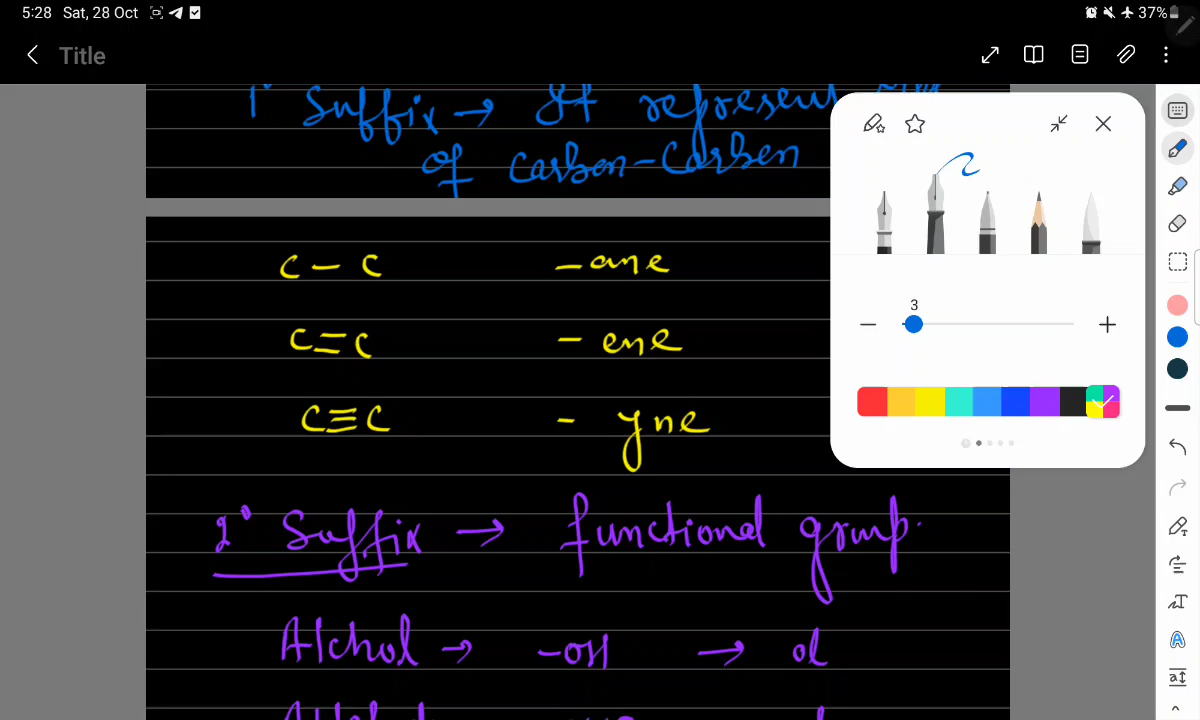 5:28 Sat, 28 Oct 37%
Title
1° Suffix → It represent
of Carbon-Carben
3
C - C - ane
C=C - ene
C≡C - yne
2° Suffix → functional group.
Alchol → -OH → ol